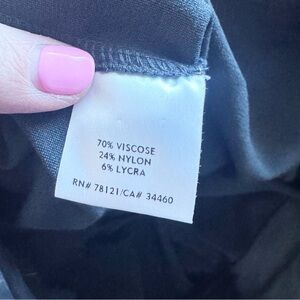 70% VISCOSE
24% NYLON
6% LYCRA
RN# 78121/CA# 34460